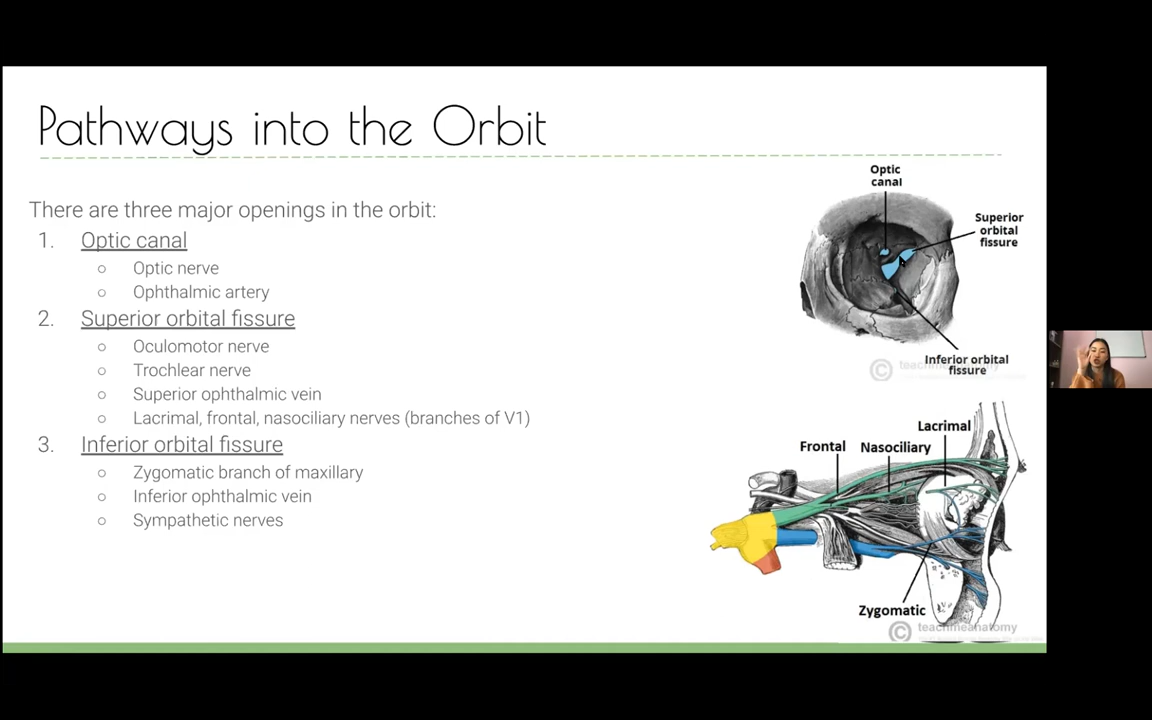 Pathways into the Orbit
There are three major openings in the orbit:
1. Optic canal
○ Optic nerve
○ Ophthalmic artery
2. Superior orbital fissure
○ Oculomotor nerve
○ Trochlear nerve
○ Superior ophthalmic vein
○ Lacrimal, frontal, nasociliary nerves (branches of V1)
3. Inferior orbital fissure
○ Zygomatic branch of maxillary
○ Inferior ophthalmic vein
○ Sympathetic nerves
Optic
canal
Superior
orbital
fissure
Inferior orbital
fissure
©
Lacrimal
Frontal
Nasociliary
Zygomatic
© teachmeanatomy